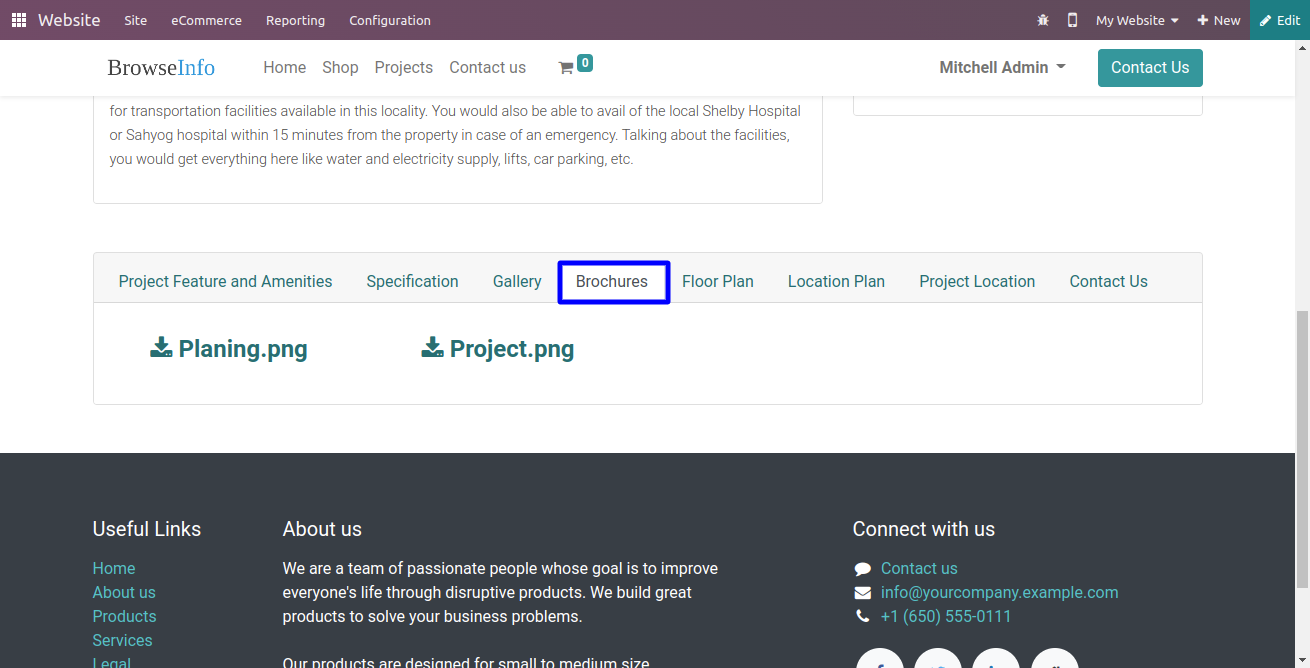 Website Site eCommerce Reporting Configuration My Website New Edit
BrowseInfo Home Shop Projects Contact us 0 Mitchell Admin Contact Us
for transportation facilities available in this locality. You would also be able to avail of the local Shelby Hospital
or Sahyog hospital within 15 minutes from the property in case of an emergency. Talking about the facilities,
you would get everything here like water and electricity supply, lifts, car parking, etc.
Project Feature and Amenities Specification Gallery Brochures Floor Plan Location Plan Project Location Contact Us
Planing.png Project.png
Useful Links
Home
About us
Products
Services
Legal
About us
We are a team of passionate people whose goal is to improve
everyone's life through disruptive products. We build great
products to solve your business problems.
Our products are designed for small to medium size
Connect with us
Contact us
info@yourcompany.example.com
+1 (650) 555-0111